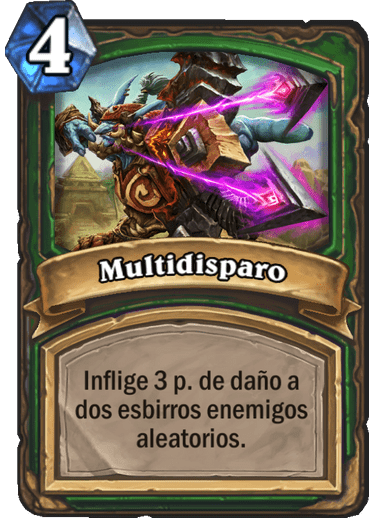 4
Multidisparo
Inflige 3 p. de daño a
dos esbirros enemigos
aleatorios.